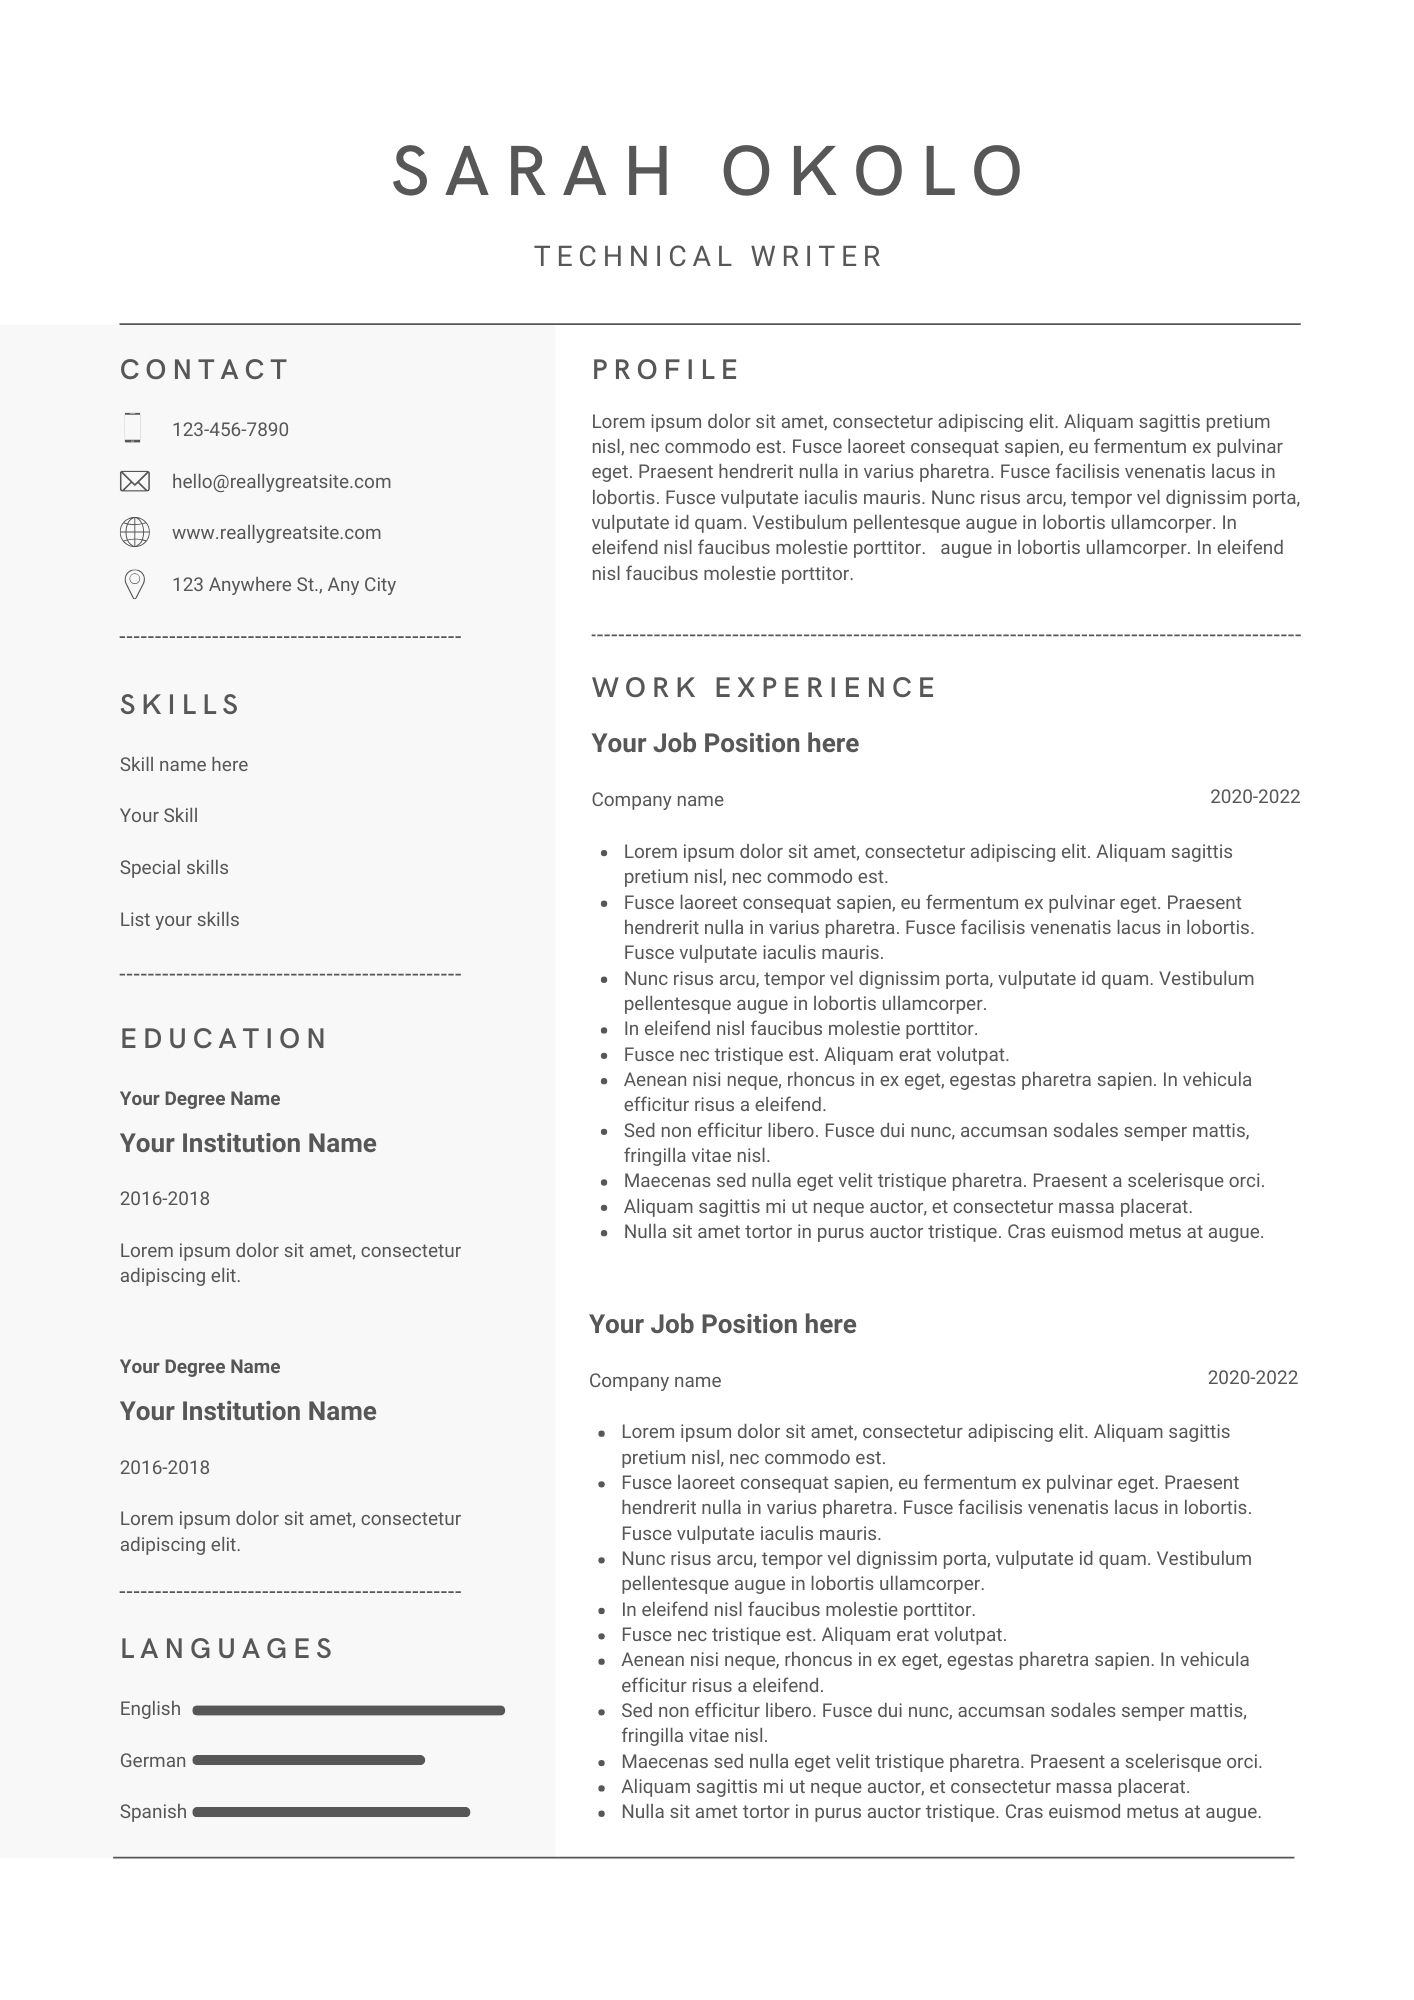 SARAH OKOLO
TECHNICAL WRITER
CONTACT
123-456-7890
hello@reallygreatsite.com
www.reallygreatsite.com
123 Anywhere St., Any City
SKILLS
Skill name here
Your Skill
Special skills
List your skills
EDUCATION
Your Degree Name
Your Institution Name
2016-2018
Lorem ipsum dolor sit amet, consectetur
adipiscing elit.
Your Degree Name
Your Institution Name
2016-2018
Lorem ipsum dolor sit amet, consectetur
adipiscing elit.
LANGUAGES
English
German
Spanish
PROFILE
Lorem ipsum dolor sit amet, consectetur adipiscing elit. Aliquam sagittis pretium
nisl, nec commodo est. Fusce laoreet consequat sapien, eu fermentum ex pulvinar
eget. Praesent hendrerit nulla in varius pharetra. Fusce facilisis venenatis lacus in
lobortis. Fusce vulputate iaculis mauris. Nunc risus arcu, tempor vel dignissim porta,
vulputate id quam. Vestibulum pellentesque augue in lobortis ullamcorper. In
eleifend nisl faucibus molestie porttitor.   augue in lobortis ullamcorper. In eleifend
nisl faucibus molestie porttitor.
WORK EXPERIENCE
Your Job Position here
Company name 2020-2022
• Lorem ipsum dolor sit amet, consectetur adipiscing elit. Aliquam sagittis
pretium nisl, nec commodo est.
• Fusce laoreet consequat sapien, eu fermentum ex pulvinar eget. Praesent
hendrerit nulla in varius pharetra. Fusce facilisis venenatis lacus in lobortis.
Fusce vulputate iaculis mauris.
• Nunc risus arcu, tempor vel dignissim porta, vulputate id quam. Vestibulum
pellentesque augue in lobortis ullamcorper.
• In eleifend nisl faucibus molestie porttitor.
• Fusce nec tristique est. Aliquam erat volutpat.
• Aenean nisi neque, rhoncus in ex eget, egestas pharetra sapien. In vehicula
efficitur risus a eleifend.
• Sed non efficitur libero. Fusce dui nunc, accumsan sodales semper mattis,
fringilla vitae nisl.
• Maecenas sed nulla eget velit tristique pharetra. Praesent a scelerisque orci.
• Aliquam sagittis mi ut neque auctor, et consectetur massa placerat.
• Nulla sit amet tortor in purus auctor tristique. Cras euismod metus at augue.
Your Job Position here
Company name 2020-2022
• Lorem ipsum dolor sit amet, consectetur adipiscing elit. Aliquam sagittis
pretium nisl, nec commodo est.
• Fusce laoreet consequat sapien, eu fermentum ex pulvinar eget. Praesent
hendrerit nulla in varius pharetra. Fusce facilisis venenatis lacus in lobortis.
Fusce vulputate iaculis mauris.
• Nunc risus arcu, tempor vel dignissim porta, vulputate id quam. Vestibulum
pellentesque augue in lobortis ullamcorper.
• In eleifend nisl faucibus molestie porttitor.
• Fusce nec tristique est. Aliquam erat volutpat.
• Aenean nisi neque, rhoncus in ex eget, egestas pharetra sapien. In vehicula
efficitur risus a eleifend.
• Sed non efficitur libero. Fusce dui nunc, accumsan sodales semper mattis,
fringilla vitae nisl.
• Maecenas sed nulla eget velit tristique pharetra. Praesent a scelerisque orci.
• Aliquam sagittis mi ut neque auctor, et consectetur massa placerat.
• Nulla sit amet tortor in purus auctor tristique. Cras euismod metus at augue.